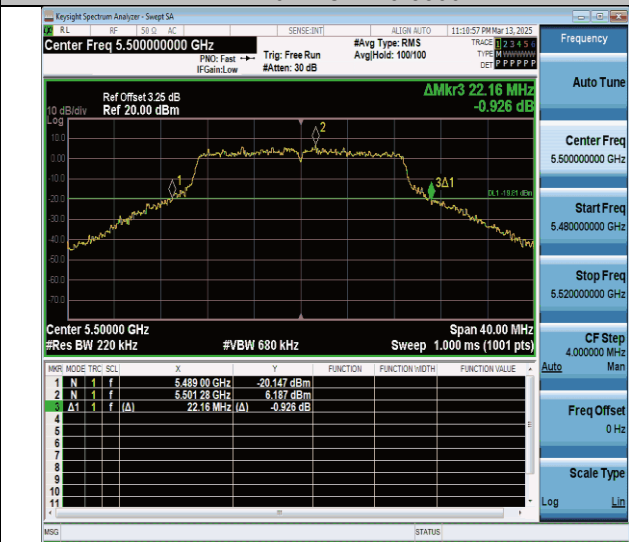 Keysight Spectrum Analyzer - Swept SA
RL RF 50 Ω AC SENSE:INT ALIGN AUTO 11:10:57 PM Mar 13, 2025
Center Freq 5.500000000 GHz
PNO: Fast
IFGain:Low
Trig: Free Run
#Atten: 30 dB
#Avg Type: RMS
Avg|Hold: 100/100
TRACE 1 2 3 4 5 6
TYPE M WWWWW
DET P P P P P P
Frequency
Auto Tune
Center Freq
5.500000000 GHz
Start Freq
5.480000000 GHz
Stop Freq
5.520000000 GHz
CF Step
4.000000 MHz
Auto Man
Freq Offset
0 Hz
Scale Type
Log Lin
Ref Offset 3.25 dB
10 dB/div Ref 20.00 dBm
Log
ΔMkr3 22.16 MHz
-0.926 dB
10.0
0.00
-10.0
-20.0
-30.0
-40.0
-50.0
-60.0
-70.0
1
2
3Δ1
DL1 -19.81 dBm
Center 5.50000 GHz Span 40.00 MHz
#Res BW 220 kHz #VBW 680 kHz Sweep 1.000 ms (1001 pts)
MKR MODE TRC SCL X Y FUNCTION FUNCTION WIDTH FUNCTION VALUE
1 N 1 f 5.489 00 GHz -20.147 dBm
2 N 1 f 5.501 28 GHz 6.187 dBm
3 Δ1 1 f (Δ) 22.16 MHz (Δ) -0.926 dB
4
5
6
7
8
9
10
11
MSG STATUS